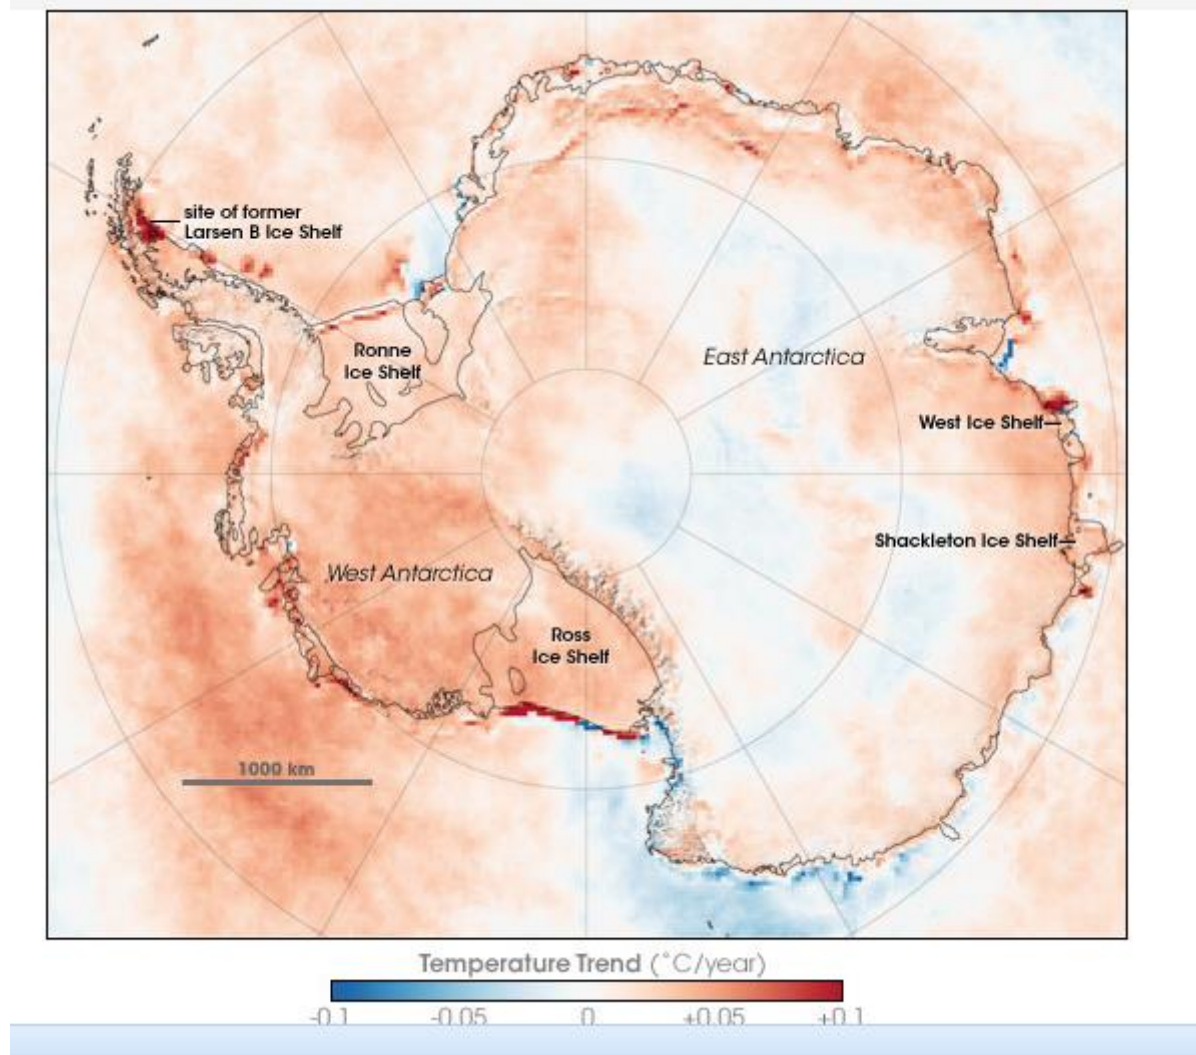 site of former
Larsen B Ice Shelf
Ronne
Ice Shelf
East Antarctica
West Ice Shelf
Shackleton Ice Shelf
West Antarctica
Ross
Ice Shelf
1000 km
Temperature Trend (˚C/year)
-0.1 -0.05 0 +0.05 +0.1